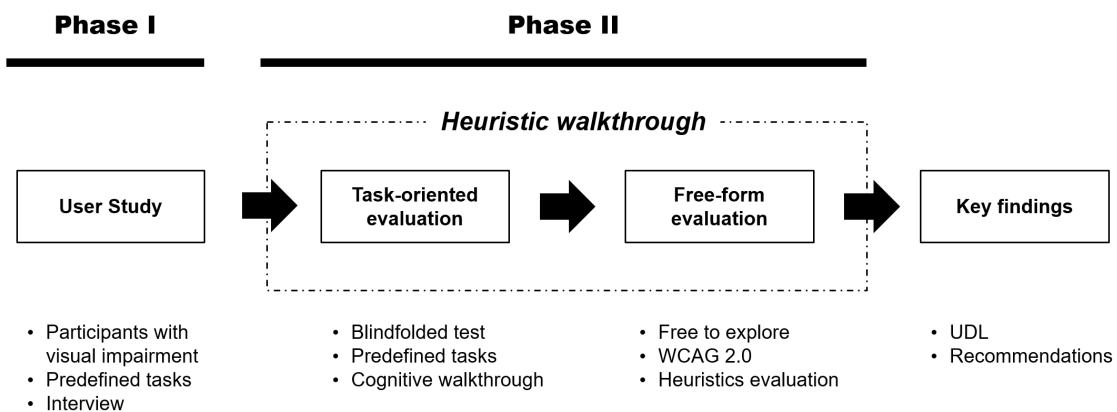 Phase I
Phase II
Heuristic walkthrough
User Study
Task-oriented
evaluation
Free-form
evaluation
Key findings
• Participants with
visual impairment
• Predefined tasks
• Interview
• Blindfolded test
• Predefined tasks
• Cognitive walkthrough
• Free to explore
• WCAG 2.0
• Heuristics evaluation
• UDL
• Recommendations